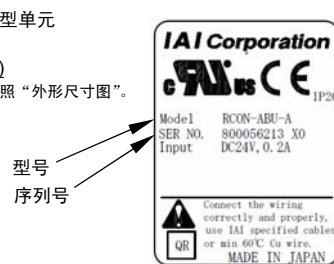 型单元
)
照“外形尺寸图”。
型号
序列号
IAI Corporation
c RU us CE IP20
Model RCON-ABU-A
SER NO. 800056213 X0
Input DC24V, 0.2A
Connect the wiring
correctly and properly,
use IAI specified cables
or min 60℃ Cu wire.
QR
MADE IN JAPAN